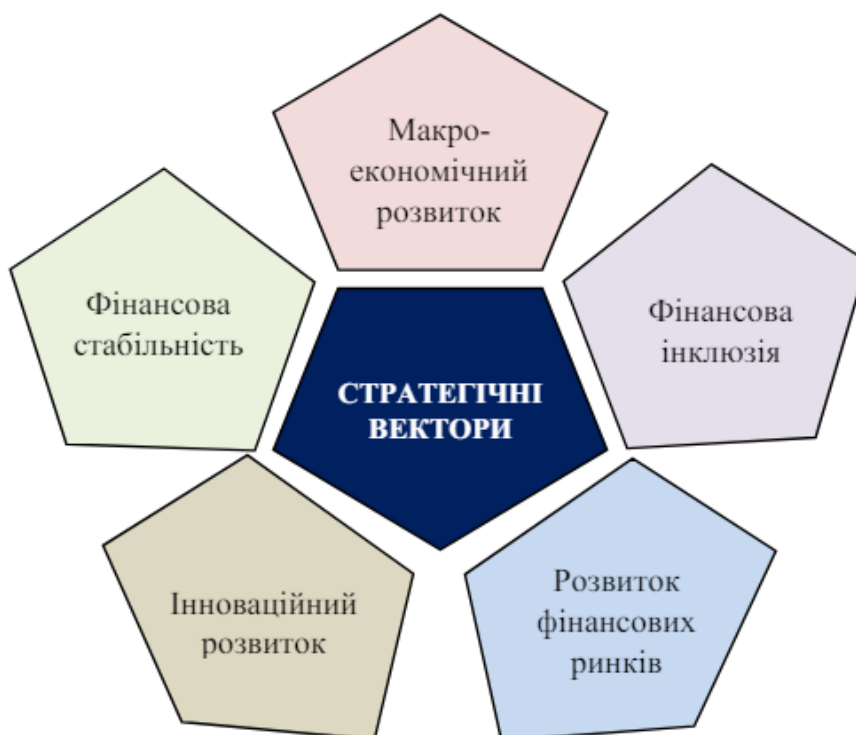 Макро-
економічний
розвиток
Фінансова
стабільність
Фінансова
інклюзія
СТРАТЕГІЧНІ
ВЕКТОРИ
Інноваційний
розвиток
Розвиток
фінансових
ринків